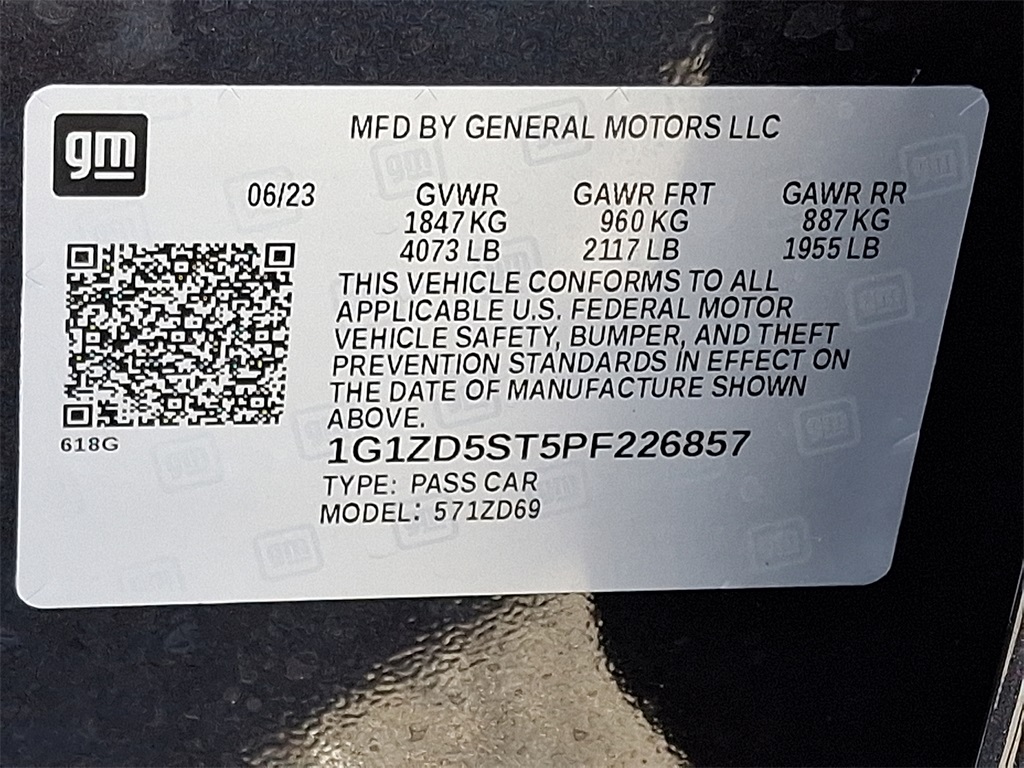 gm
MFD BY GENERAL MOTORS LLC
06/23 GVWR GAWR FRT GAWR RR
1847 KG 960 KG 887 KG
4073 LB 2117 LB 1955 LB
THIS VEHICLE CONFORMS TO ALL
APPLICABLE U.S. FEDERAL MOTOR
VEHICLE SAFETY, BUMPER, AND THEFT
PREVENTION STANDARDS IN EFFECT ON
THE DATE OF MANUFACTURE SHOWN
ABOVE.
618G
1G1ZD5ST5PF226857
TYPE: PASS CAR
MODEL: 571ZD69